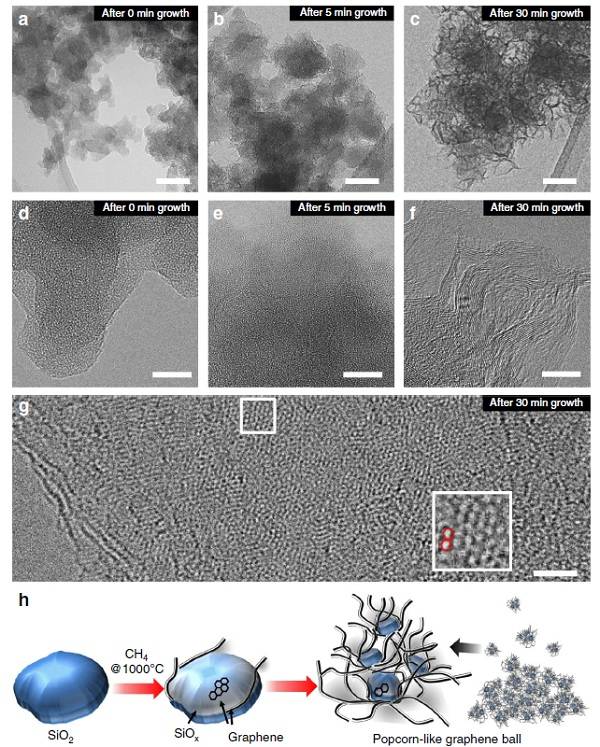 a After 0 min growth
b After 5 min growth
c After 30 min growth
d After 0 min growth
e After 5 min growth
f After 30 min growth
g After 30 min growth
h
CH4
@1000°C
SiO2
SiOx
Graphene
Popcorn-like graphene ball